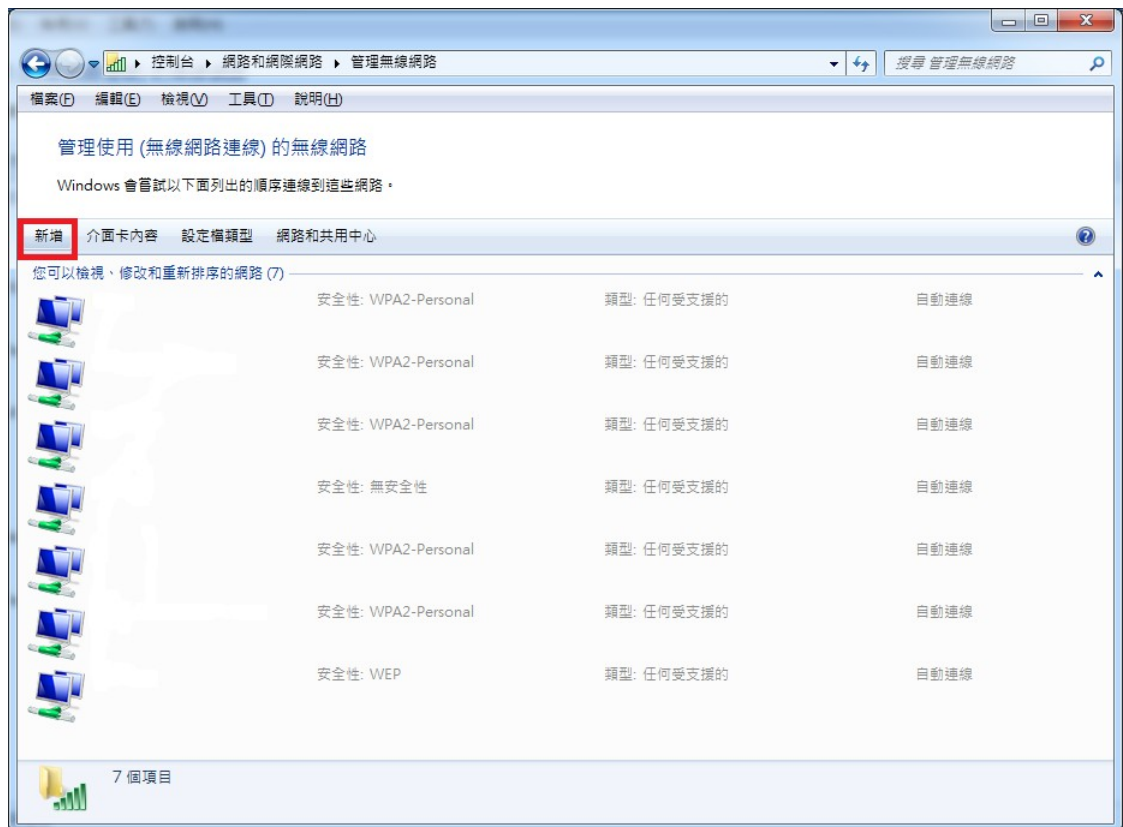 控制台 ▸ 網路和網際網路 ▸ 管理無線網路
搜尋 管理無線網路
檔案(F) 編輯(E) 檢視(V) 工具(T) 說明(H)
管理使用 (無線網路連線) 的無線網路
Windows 會嘗試以下面列出的順序連線到這些網路。
新增 介面卡內容 設定檔類型 網路和共用中心
您可以檢視、修改和重新排序的網路 (7)
安全性: WPA2-Personal 類型: 任何受支援的 自動連線
安全性: WPA2-Personal 類型: 任何受支援的 自動連線
安全性: WPA2-Personal 類型: 任何受支援的 自動連線
安全性: 無安全性 類型: 任何受支援的 自動連線
安全性: WPA2-Personal 類型: 任何受支援的 自動連線
安全性: WPA2-Personal 類型: 任何受支援的 自動連線
安全性: WEP 類型: 任何受支援的 自動連線
7 個項目